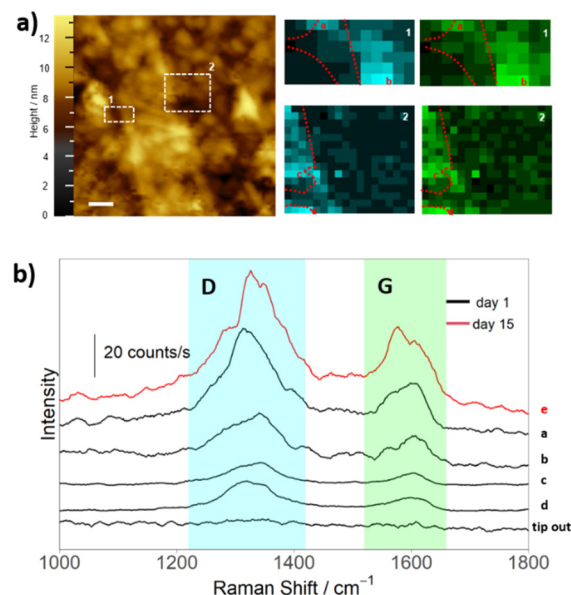 a)
Height / nm
12
10
8
6
4
2
0
1
2
a
b
1
1
b
2
2
b)
D
G
day 1
day 15
20 counts/s
Intensity
e
a
b
c
d
tip out
1000
1200
1400
1600
1800
Raman Shift / cm⁻¹